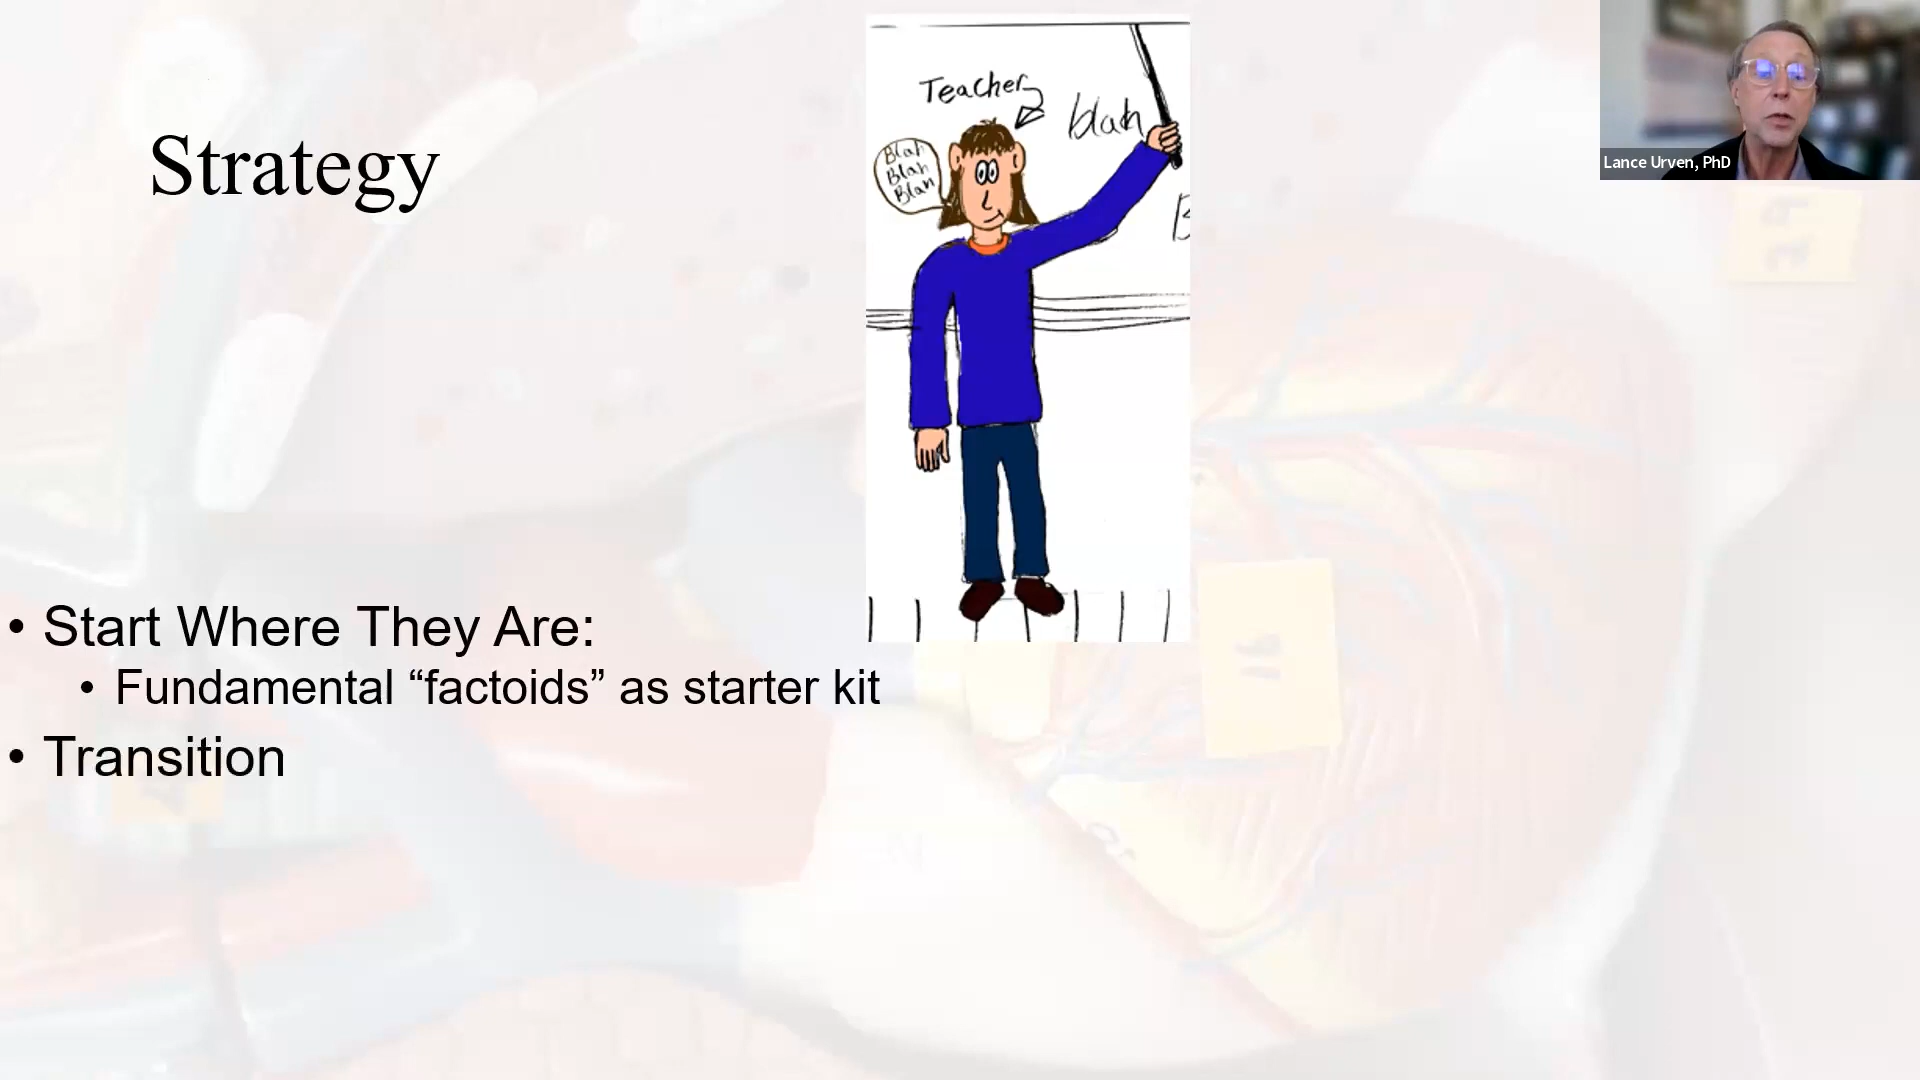 Strategy
Teacher
blah
Blah
Blah
Blah
B
• Start Where They Are:
• Fundamental “factoids” as starter kit
• Transition
Lance Urven, PhD